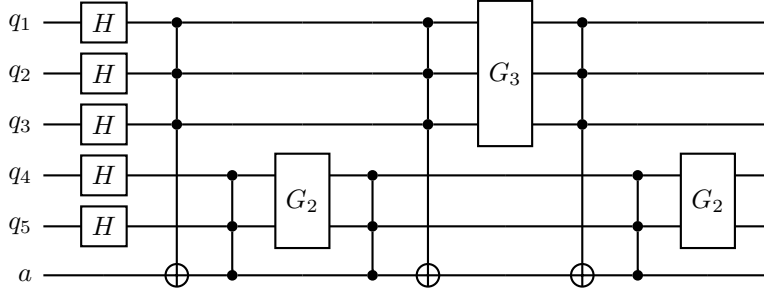 q₁ H
q₂ H G₃
q₃ H
q₄ H
G₂ G₂
q₅ H
a